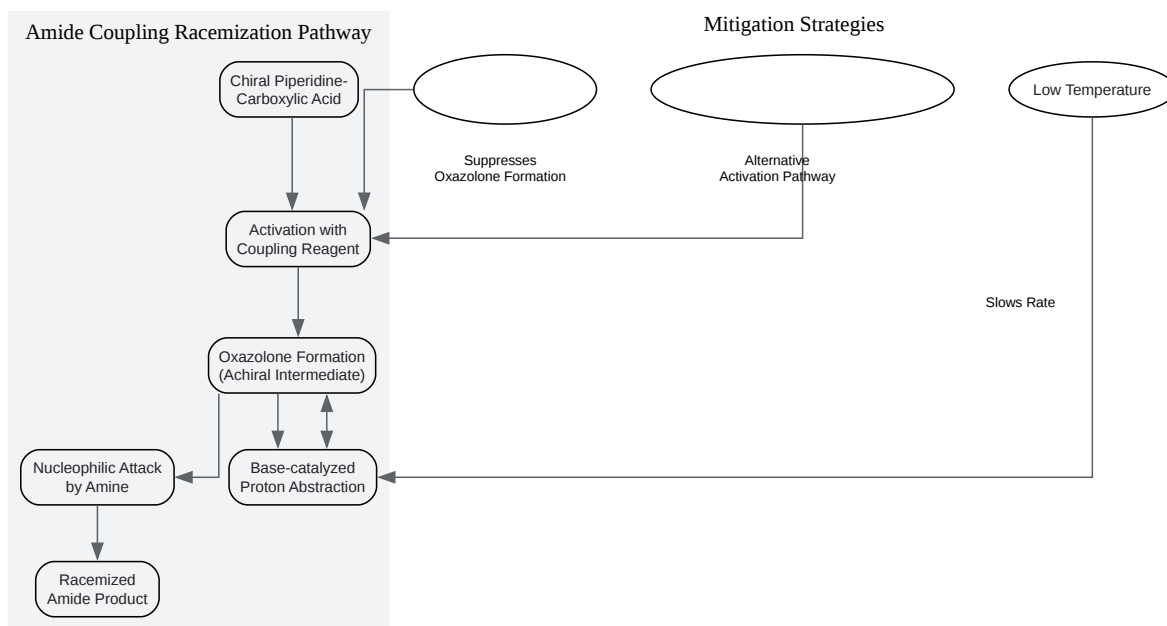 Amide Coupling Racemization Pathway
Mitigation Strategies
Chiral Piperidine-
Carboxylic Acid
Low Temperature
Suppresses
Oxazolone Formation
Alternative
Activation Pathway
Activation with
Coupling Reagent
Slows Rate
Oxazolone Formation
(Achiral Intermediate)
Nucleophilic Attack
by Amine
Base-catalyzed
Proton Abstraction
Racemized
Amide Product